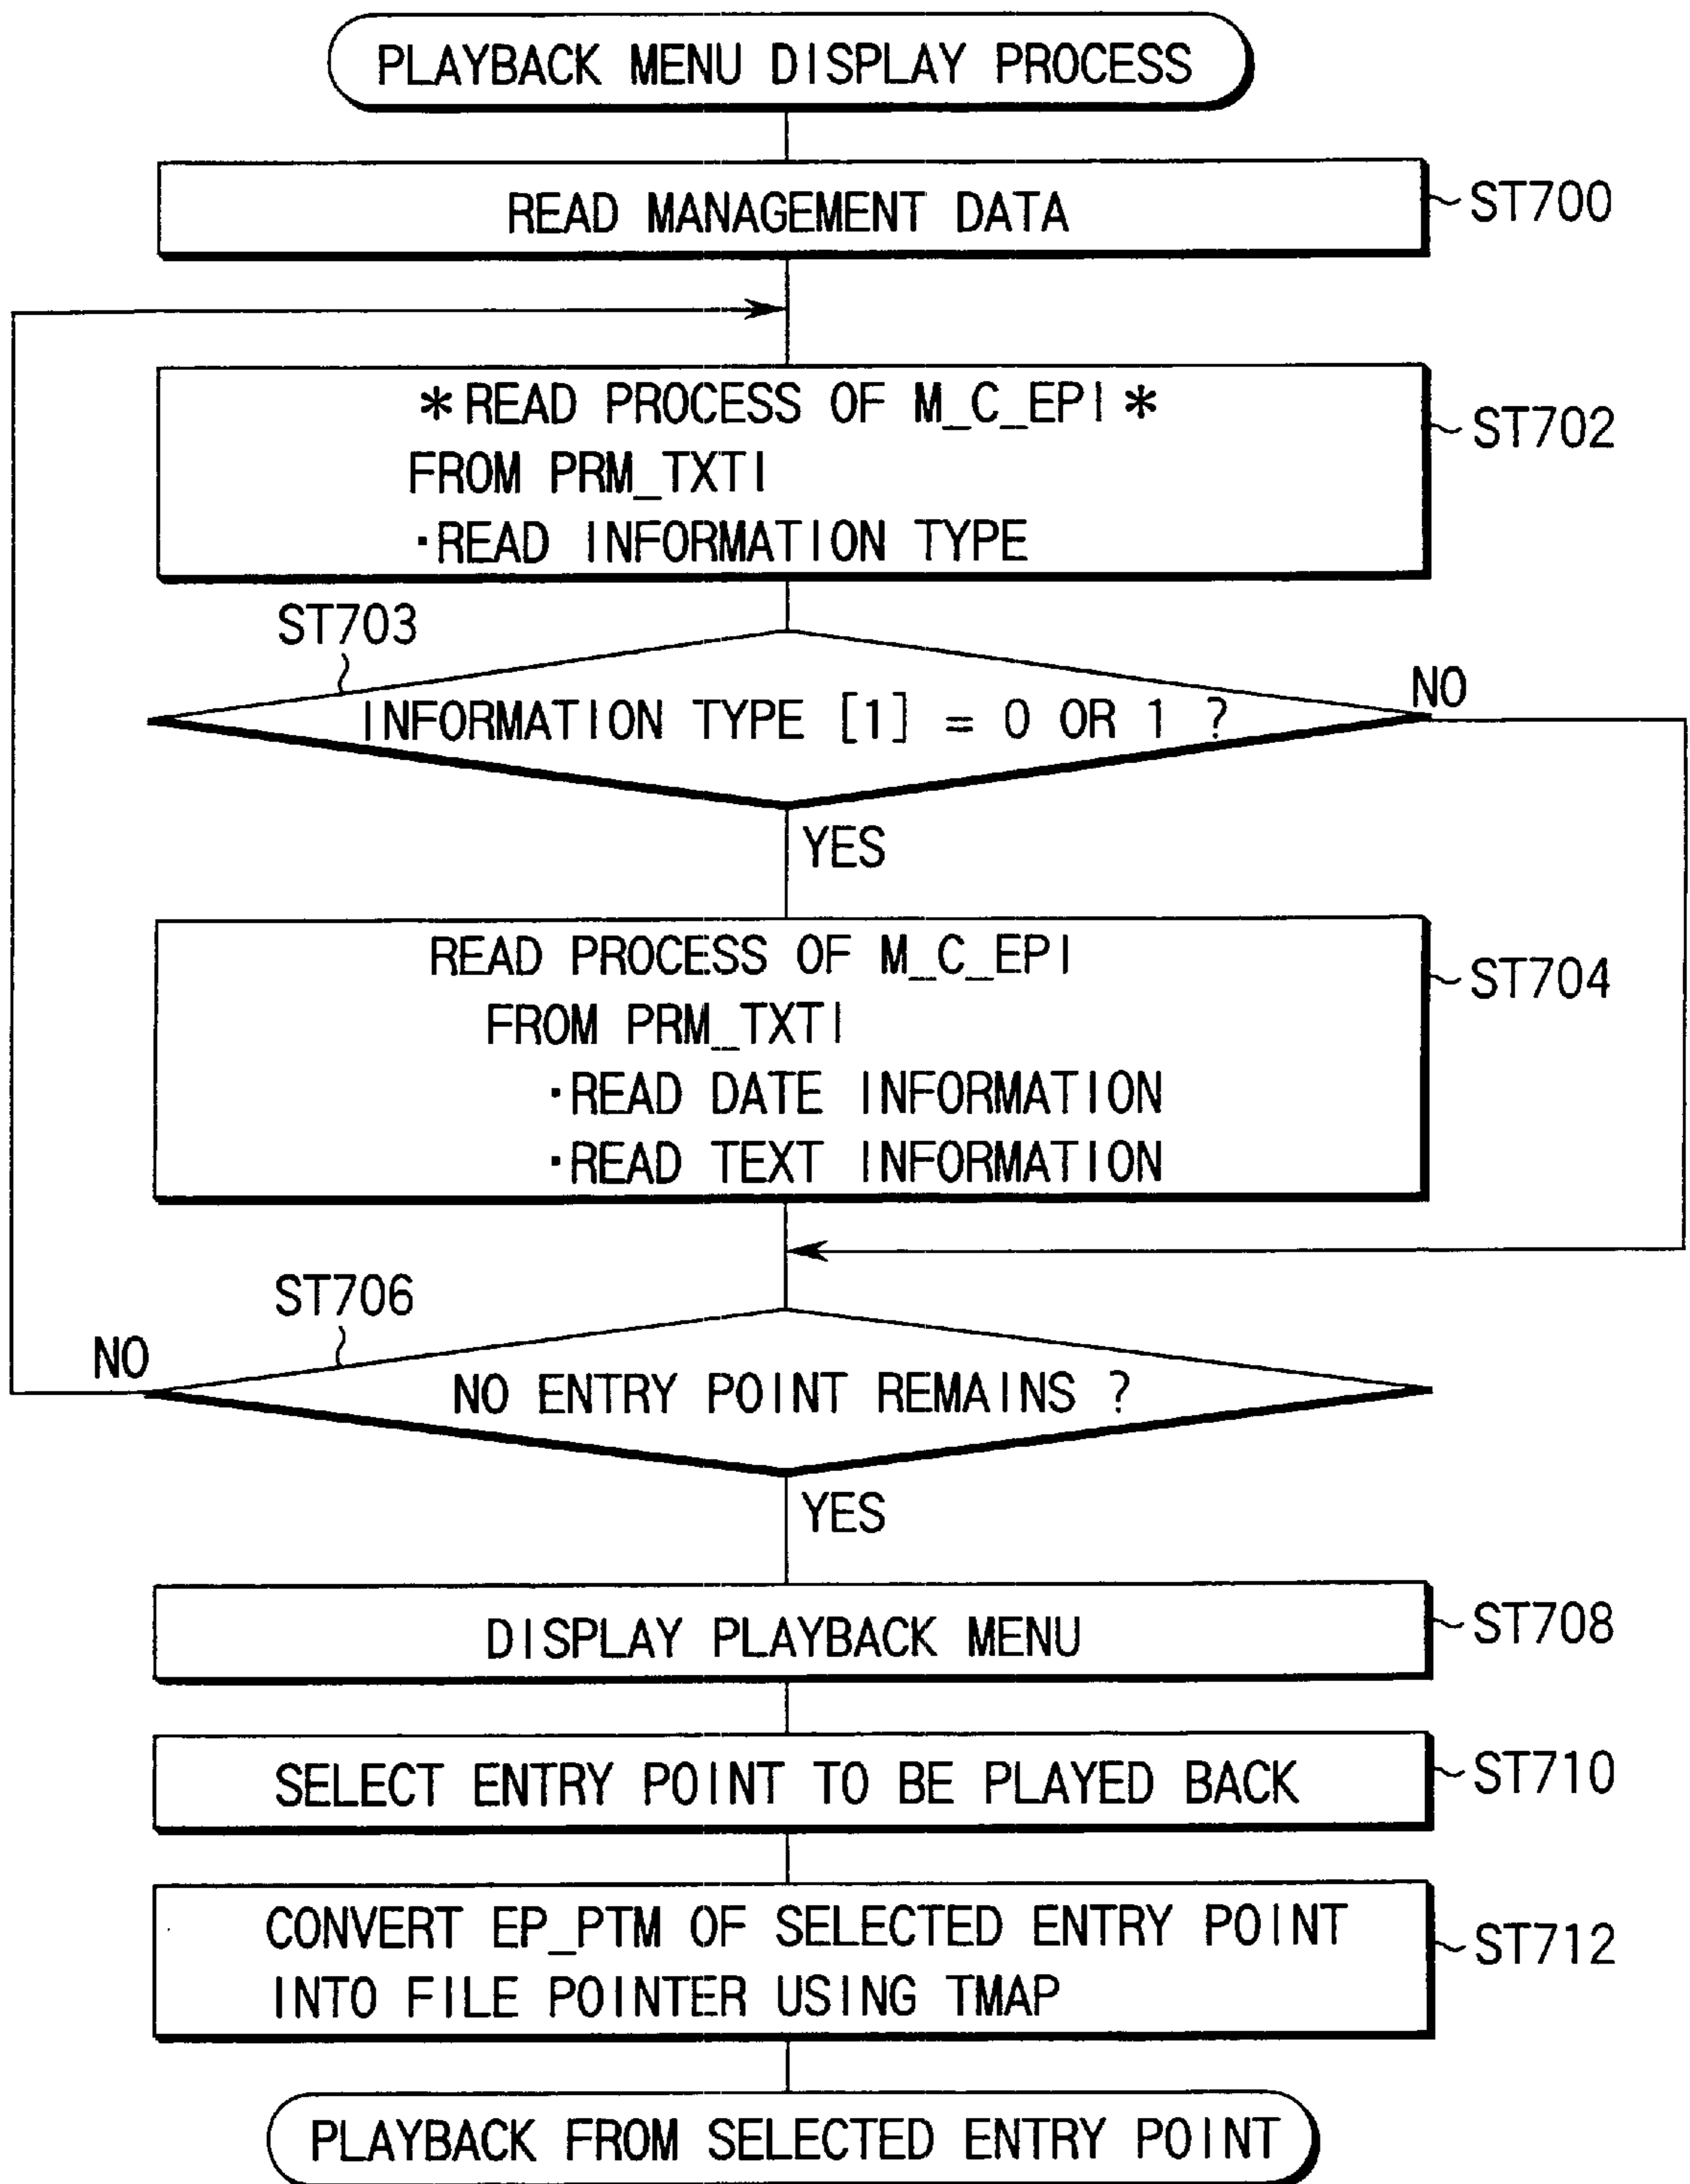 PLAYBACK MENU DISPLAY PROCESS
READ MANAGEMENT DATA
ST700
*READ PROCESS OF M_C_EPI*
FROM PRM_TXTI
·READ INFORMATION TYPE
ST702
ST703
INFORMATION TYPE [1] = 0 OR 1 ?
NO
YES
READ PROCESS OF M_C_EPI
FROM PRM_TXTI
·READ DATE INFORMATION
·READ TEXT INFORMATION
ST704
ST706
NO
NO ENTRY POINT REMAINS ?
YES
DISPLAY PLAYBACK MENU
ST708
SELECT ENTRY POINT TO BE PLAYED BACK
ST710
CONVERT EP_PTM OF SELECTED ENTRY POINT
INTO FILE POINTER USING TMAP
ST712
PLAYBACK FROM SELECTED ENTRY POINT